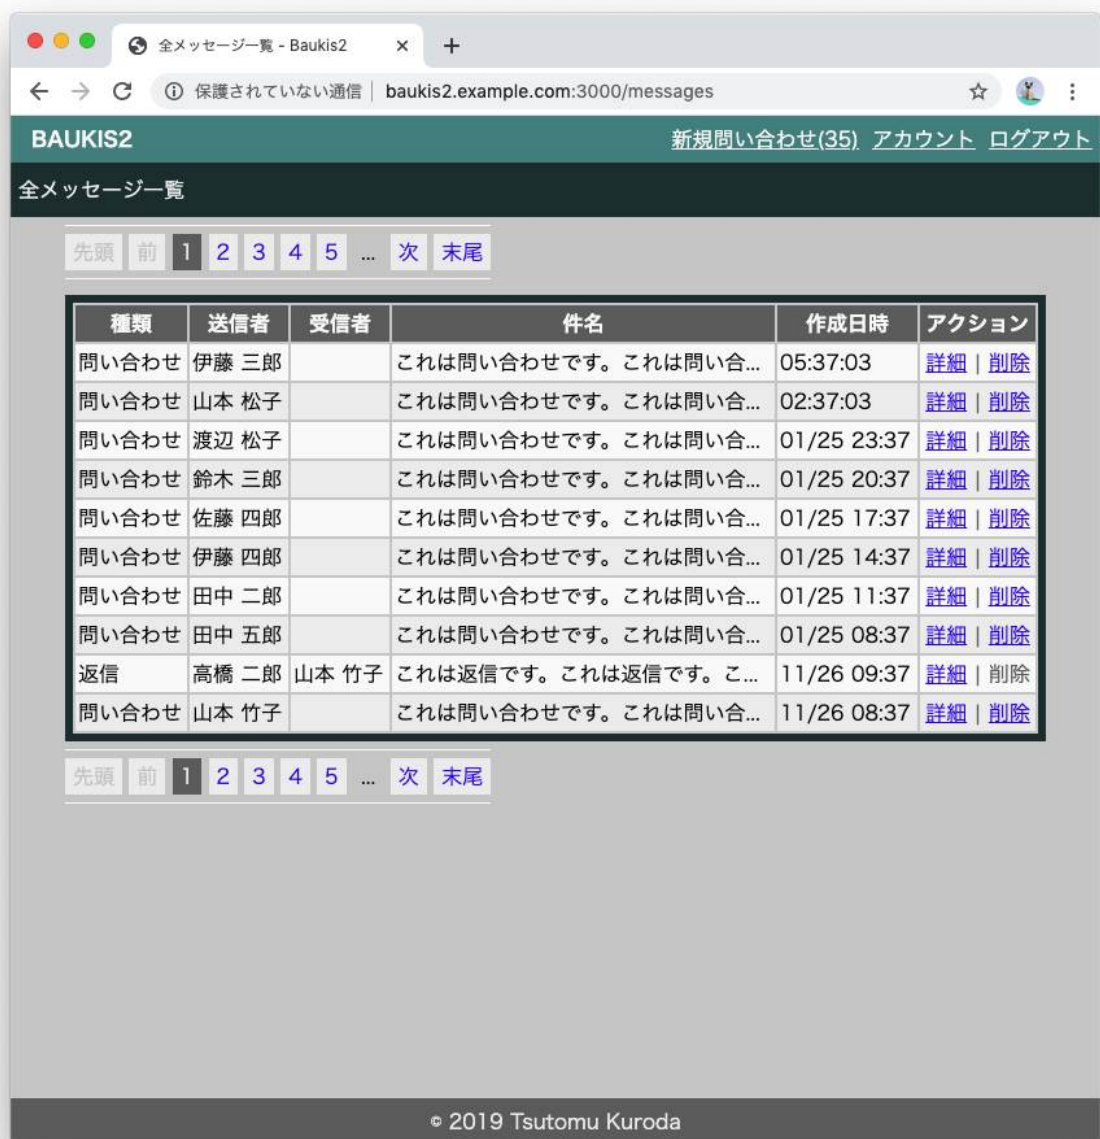 全メッセージ一覧 - Baukis2
保護されていない通信 | baukis2.example.com:3000/messages
BAUKIS2 新規問い合わせ(35) アカウント ログアウト
全メッセージ一覧
先頭 前 1 2 3 4 5 ... 次 末尾
種類 送信者 受信者 件名 作成日時 アクション
問い合わせ 伊藤 三郎 これは問い合わせです。これは問い合... 05:37:03 詳細 | 削除
問い合わせ 山本 松子 これは問い合わせです。これは問い合... 02:37:03 詳細 | 削除
問い合わせ 渡辺 松子 これは問い合わせです。これは問い合... 01/25 23:37 詳細 | 削除
問い合わせ 鈴木 三郎 これは問い合わせです。これは問い合... 01/25 20:37 詳細 | 削除
問い合わせ 佐藤 四郎 これは問い合わせです。これは問い合... 01/25 17:37 詳細 | 削除
問い合わせ 伊藤 四郎 これは問い合わせです。これは問い合... 01/25 14:37 詳細 | 削除
問い合わせ 田中 二郎 これは問い合わせです。これは問い合... 01/25 11:37 詳細 | 削除
問い合わせ 田中 五郎 これは問い合わせです。これは問い合... 01/25 08:37 詳細 | 削除
返信 高橋 二郎 山本 竹子 これは返信です。これは返信です。こ... 11/26 09:37 詳細 | 削除
問い合わせ 山本 竹子 これは問い合わせです。これは問い合... 11/26 08:37 詳細 | 削除
先頭 前 1 2 3 4 5 ... 次 末尾
© 2019 Tsutomu Kuroda